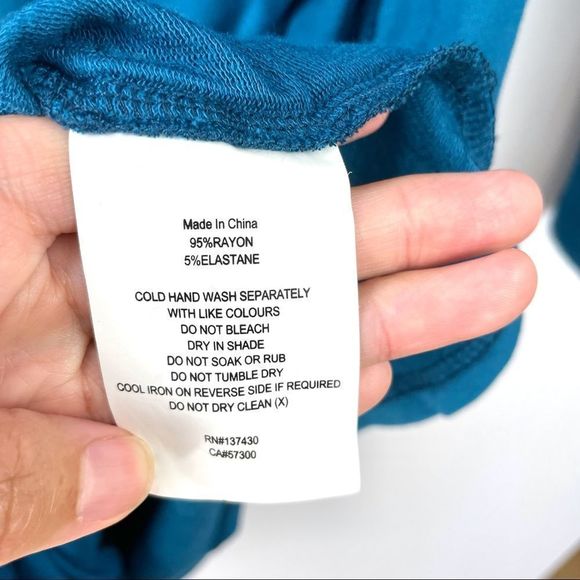 Made In China
95%RAYON
5%ELASTANE
COLD HAND WASH SEPARATELY
WITH LIKE COLOURS
DO NOT BLEACH
DRY IN SHADE
DO NOT SOAK OR RUB
DO NOT TUMBLE DRY
COOL IRON ON REVERSE SIDE IF REQUIRED
DO NOT DRY CLEAN (X)
RN#137430
CA#57300